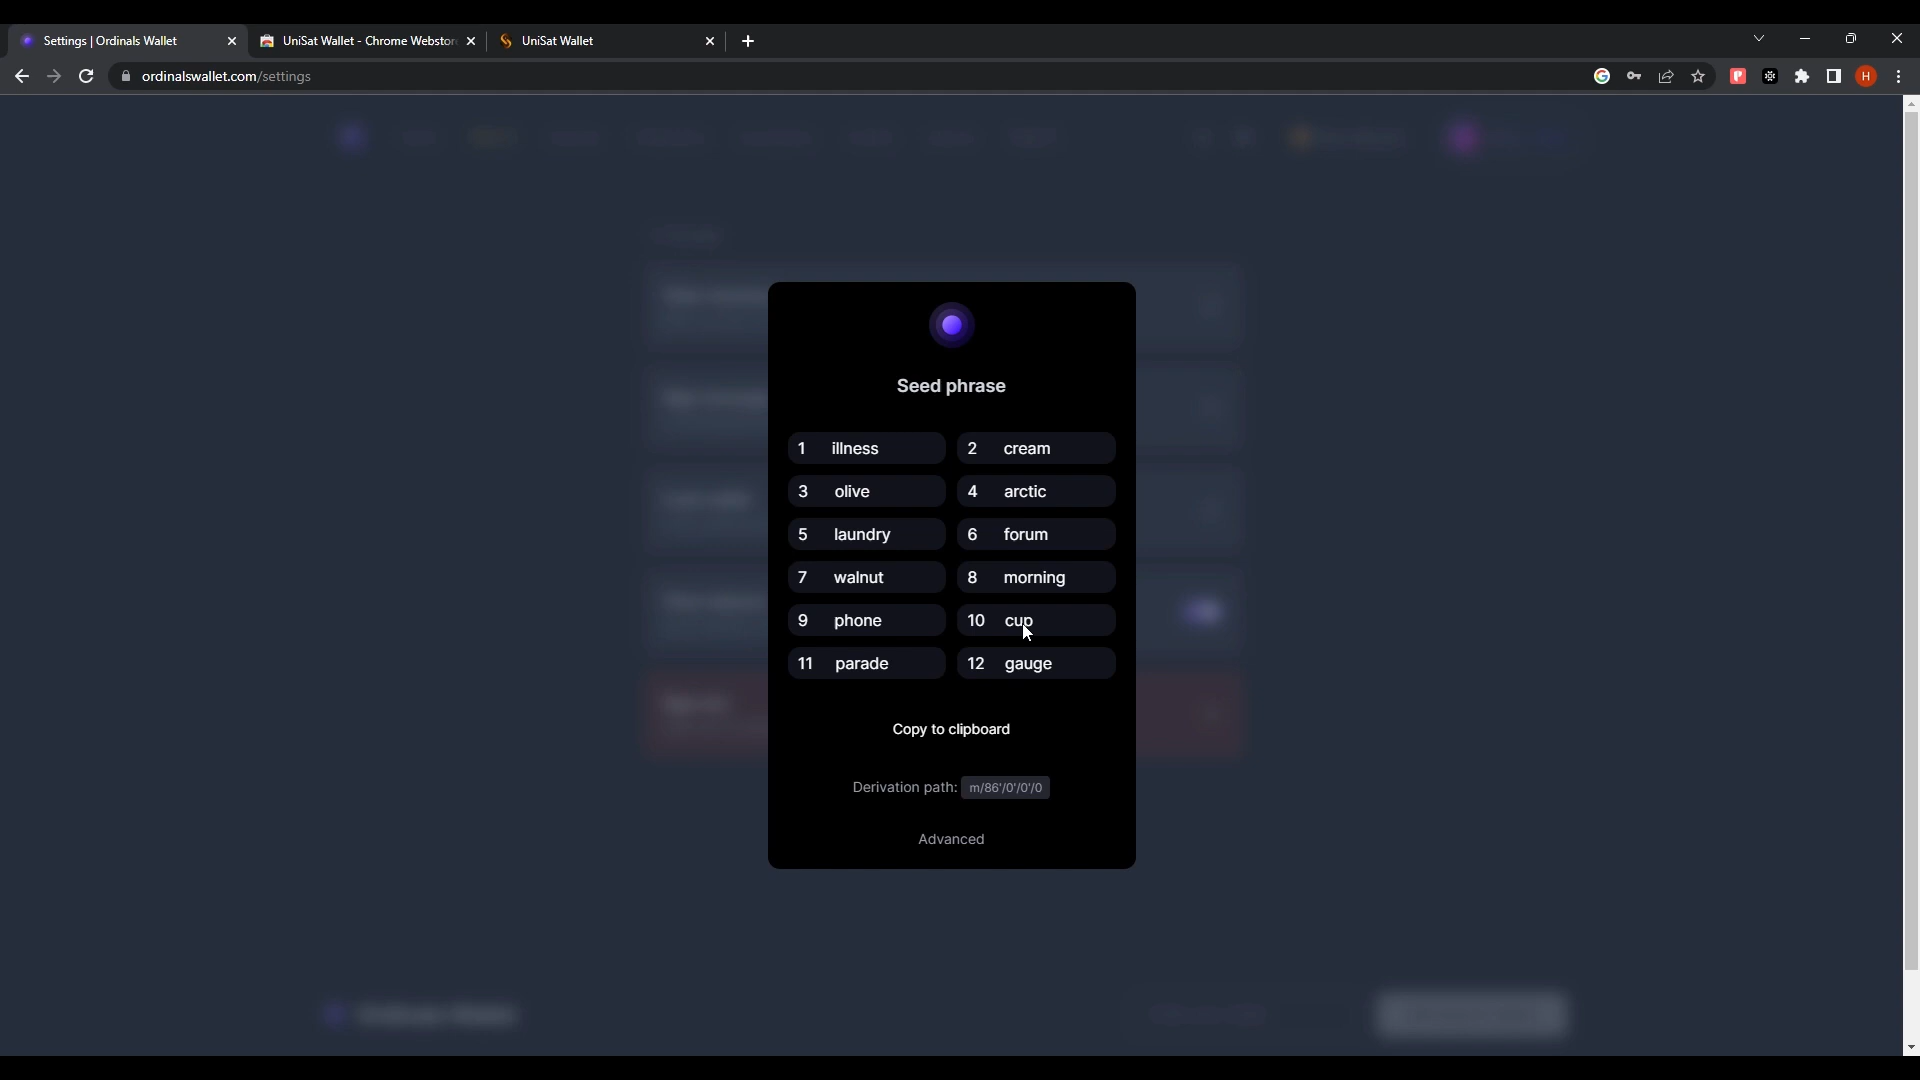 Settings | Ordinals Wallet
UniSat Wallet - Chrome Webstor
UniSat Wallet
ordinalswallet.com/settings
H
Seed phrase
1 illness
2 cream
3 olive
4 arctic
5 laundry
6 forum
7 walnut
8 morning
9 phone
10 cup
11 parade
12 gauge
Copy to clipboard
Derivation path: m/86'/0'/0'/0
Advanced